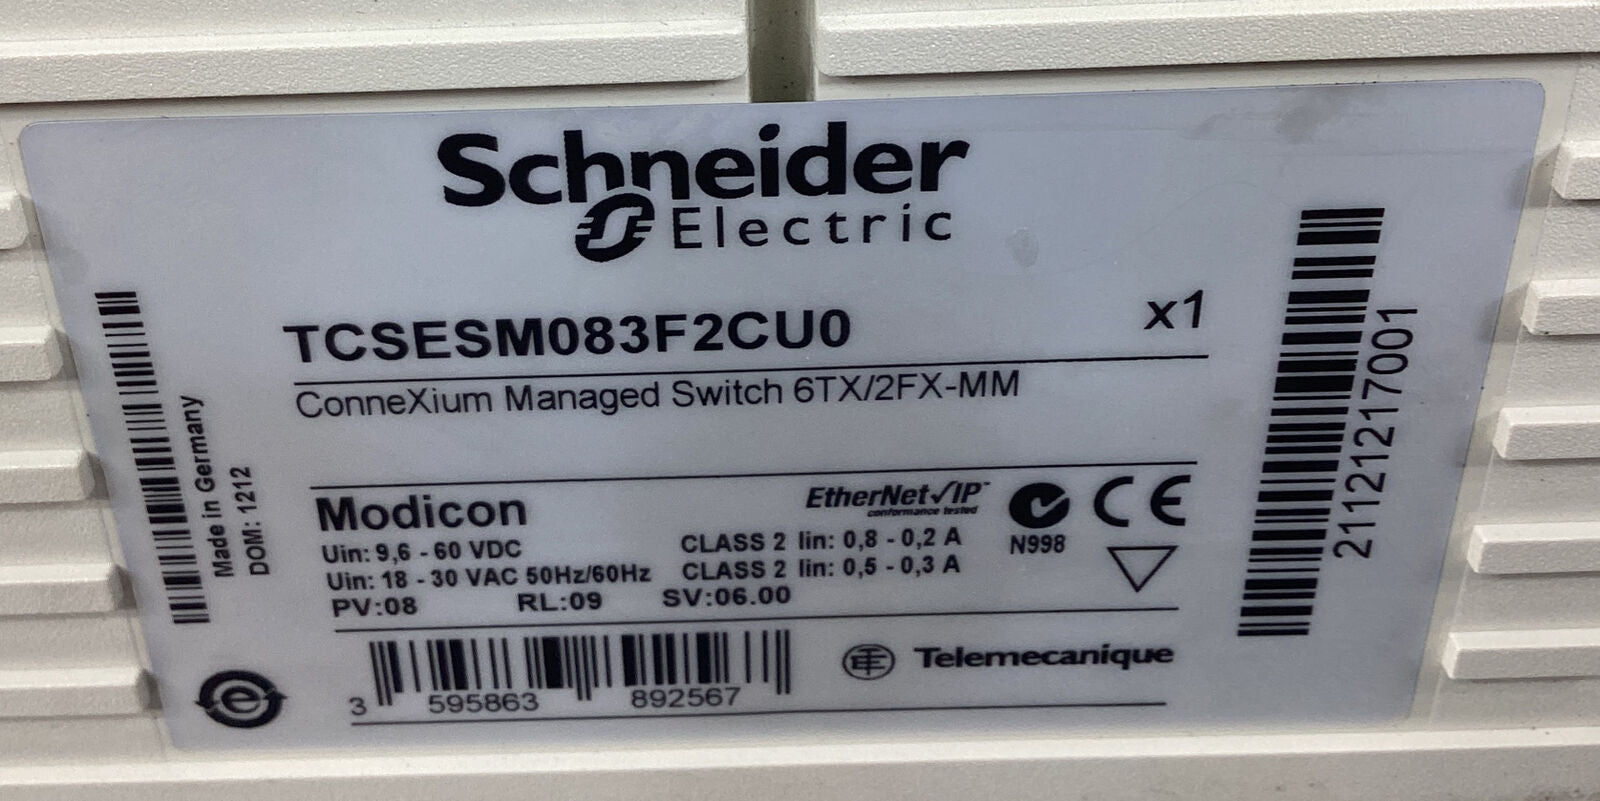 Schneider
Electric
TCSESM083F2CU0 x1
ConneXium Managed Switch 6TX/2FX-MM
Modicon
EtherNet/IP™
conformance tested
N998
CE
Uin: 9,6 - 60 VDC CLASS 2 Iin: 0,8 - 0,2 A
Uin: 18 - 30 VAC 50Hz/60Hz CLASS 2 Iin: 0,5 - 0,3 A
PV:08 RL:09 SV:06.00
3 595863 892567
Telemecanique
Made in Germany
DOM: 1212
21121217001